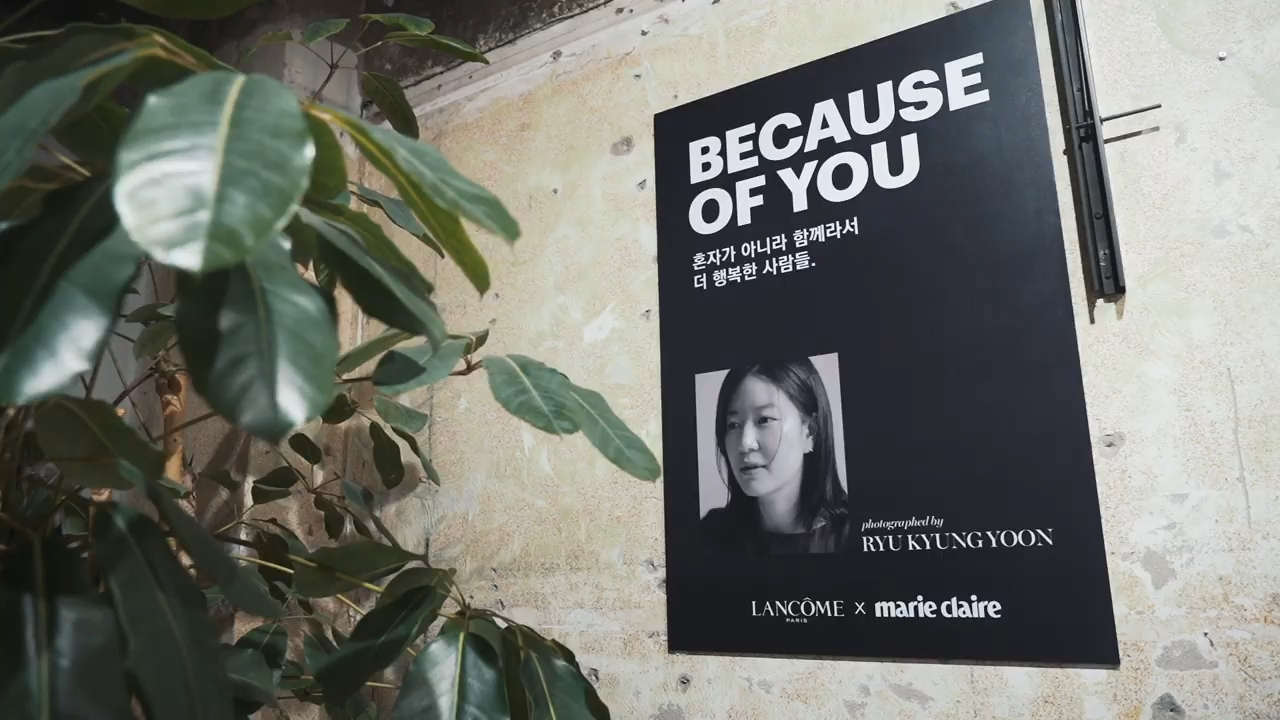 BECAUSE
OF YOU
혼자가 아니라 함께라서
더 행복한 사람들.
photographed by
RYU KYUNG YOON
LANCÔME
PARIS
X
marie claire